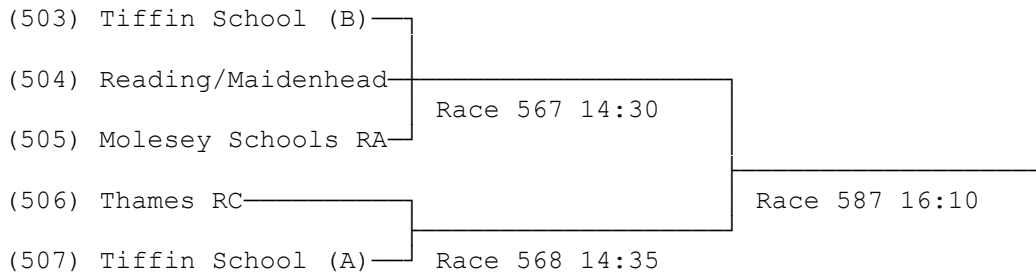 (503) Tiffin School (B)
(504) Reading/Maidenhead
Race 567 14:30
(505) Molesey Schools RA
(506) Thames RC
Race 587 16:10
(507) Tiffin School (A)
Race 568 14:35